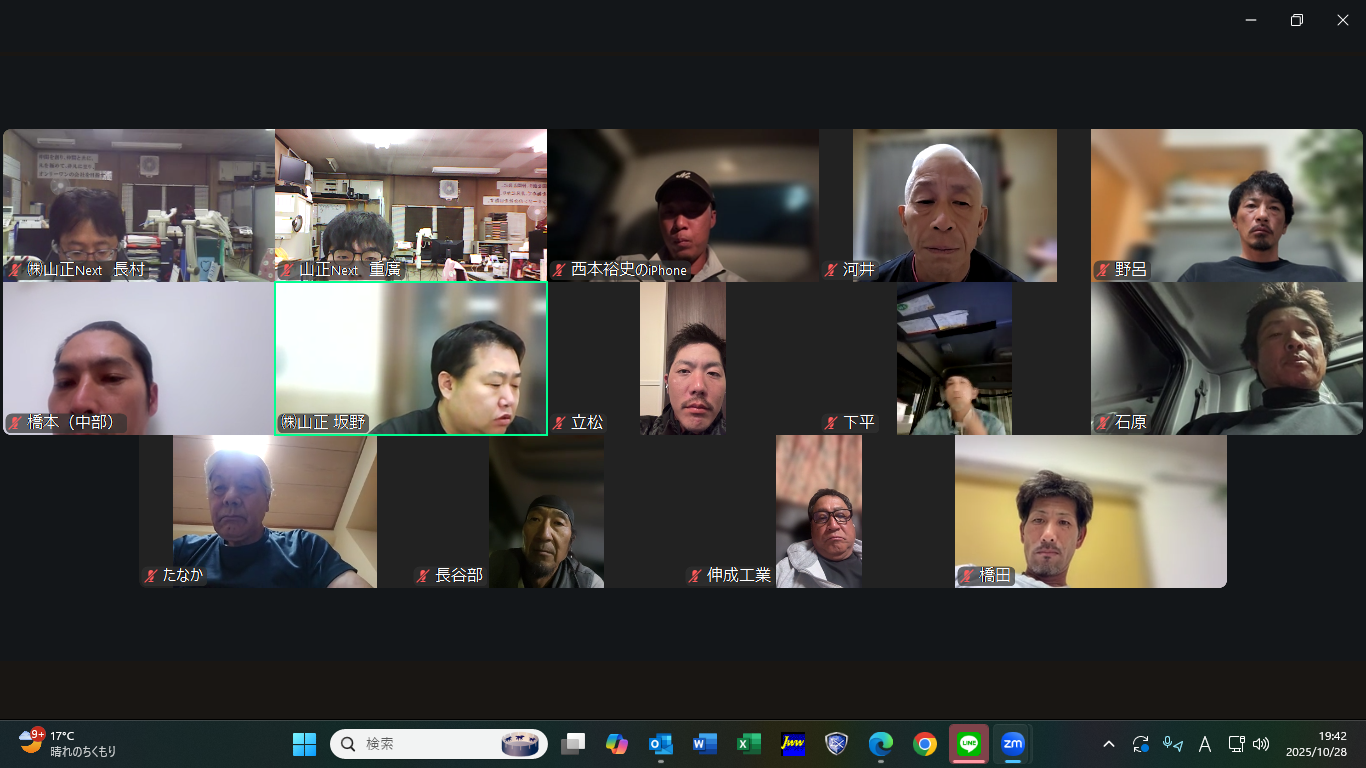 ㈱山正Next 長村
山正Next 重廣
西本裕史のiPhone
河井
野呂
橋本（中部）
㈱山正 坂野
立松
下平
石原
たなか
長谷部
伸成工業
橋田
9+
17°C
晴れのちくもり
検索
Jww
LINE
zm
A
19:42
2025/10/28